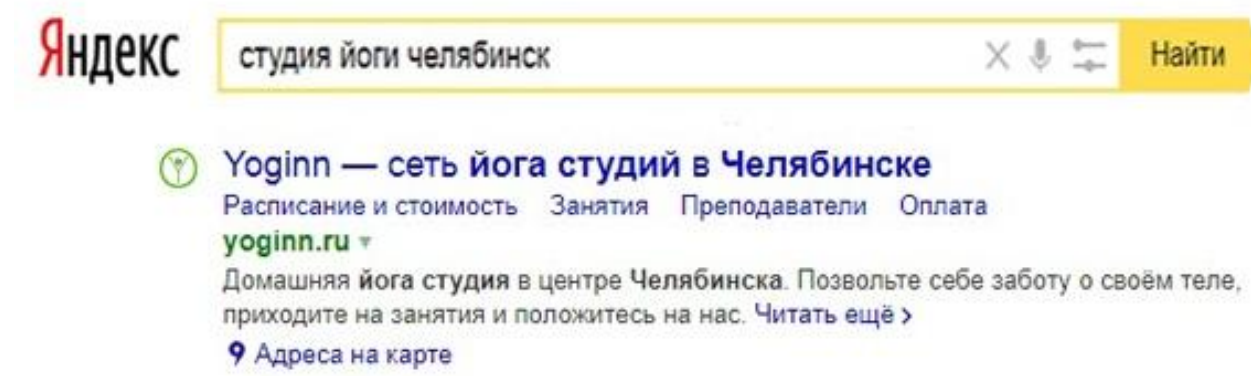 Яндекс студия йоги челябинск Найти
Yoginn — сеть йога студий в Челябинске
Расписание и стоимость Занятия Преподаватели Оплата
yoginn.ru
Домашняя йога студия в центре Челябинска. Позвольте себе заботу о своём теле,
приходите на занятия и положитесь на нас. Читать ещё >
Адреса на карте